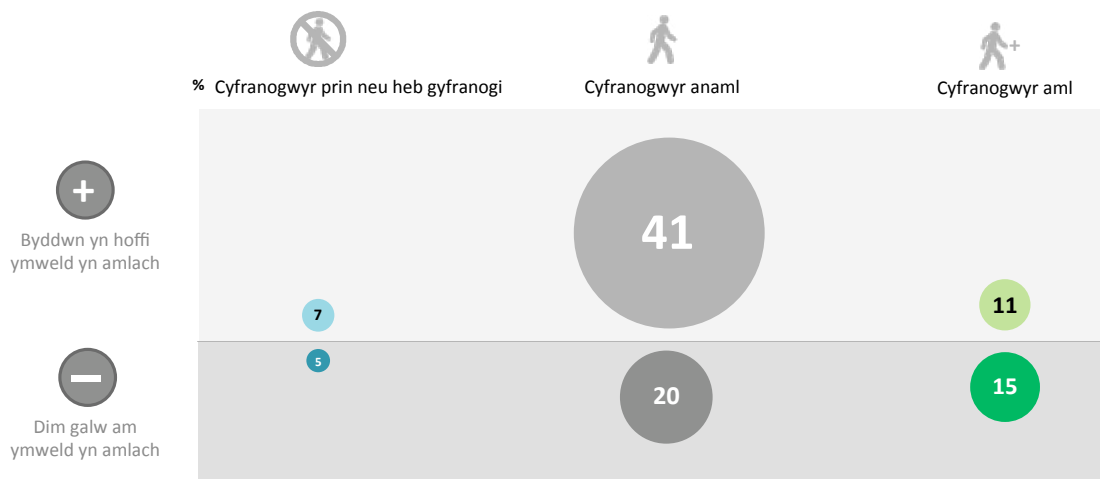 % Cyfranogwyr prin neu heb gyfranogi
Cyfranogwyr anaml
Cyfranogwyr aml
+
Byddwn yn hoffi
ymweld yn amlach
41
7
11
5
20
15
Dim galw am
ymweld yn amlach